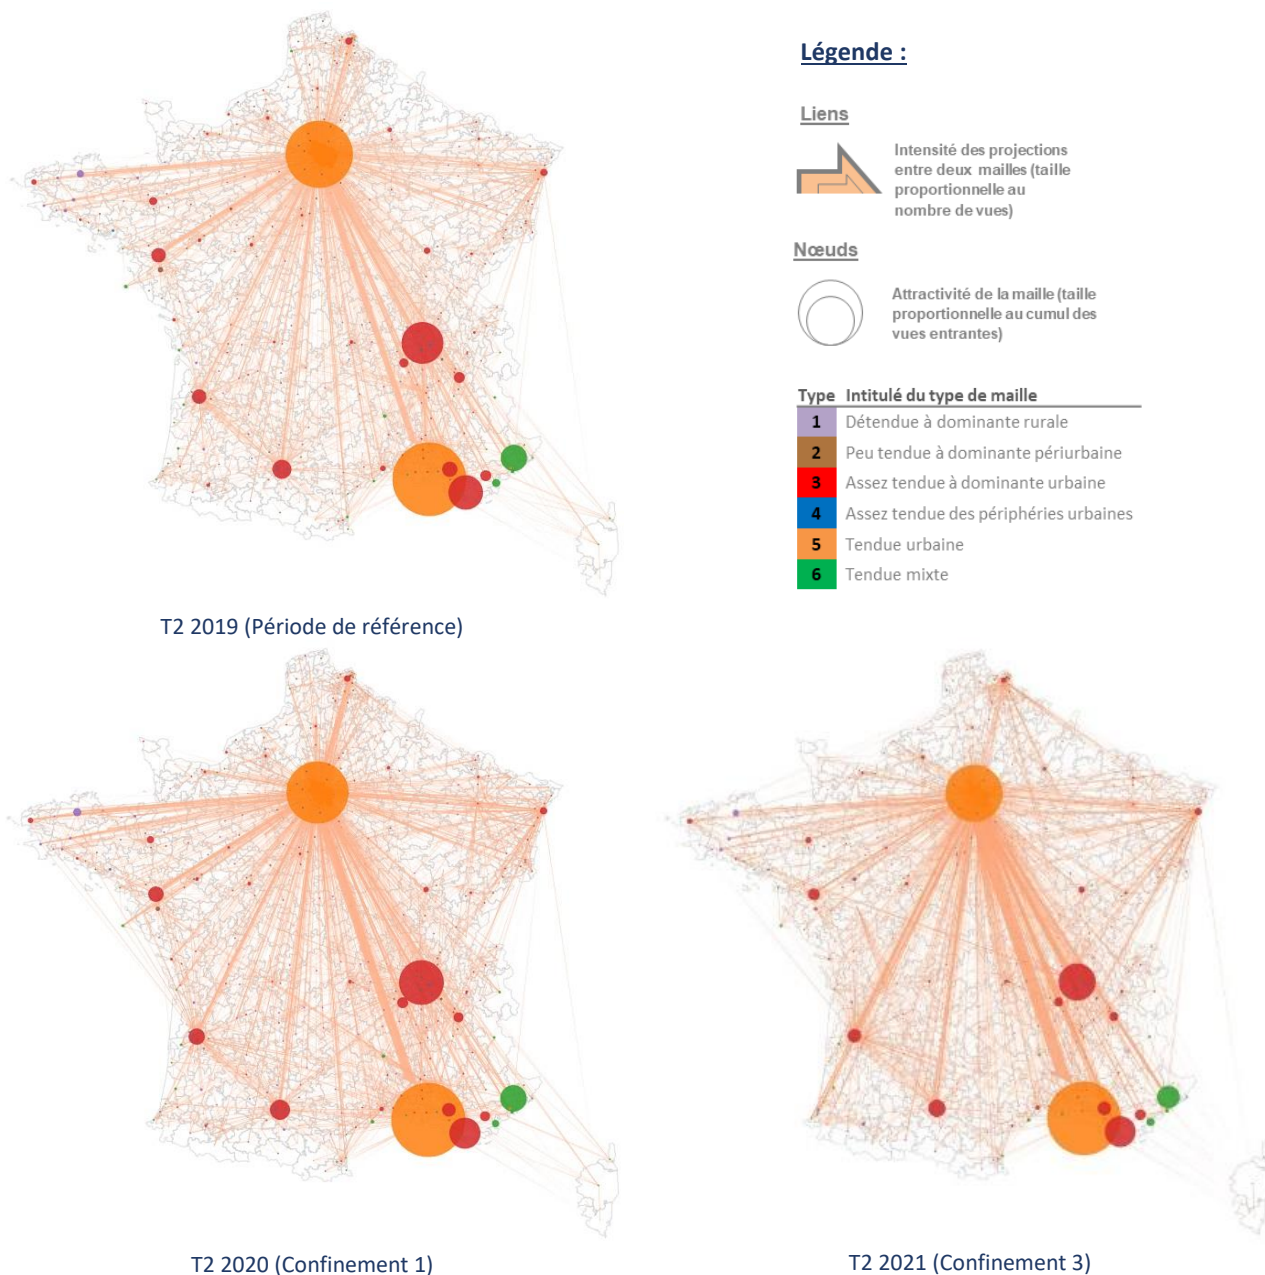 Légende :
Liens
Intensité des projections
entre deux mailles (taille
proportionnelle au
nombre de vues)
Nœuds
Attractivité de la maille (taille
proportionnelle au cumul des
vues entrantes)
Type Intitulé du type de maille
1 Détendue à dominante rurale
2 Peu tendue à dominante périurbaine
3 Assez tendue à dominante urbaine
4 Assez tendue des périphéries urbaines
5 Tendue urbaine
6 Tendue mixte
T2 2019 (Période de référence)
T2 2020 (Confinement 1)
T2 2021 (Confinement 3)